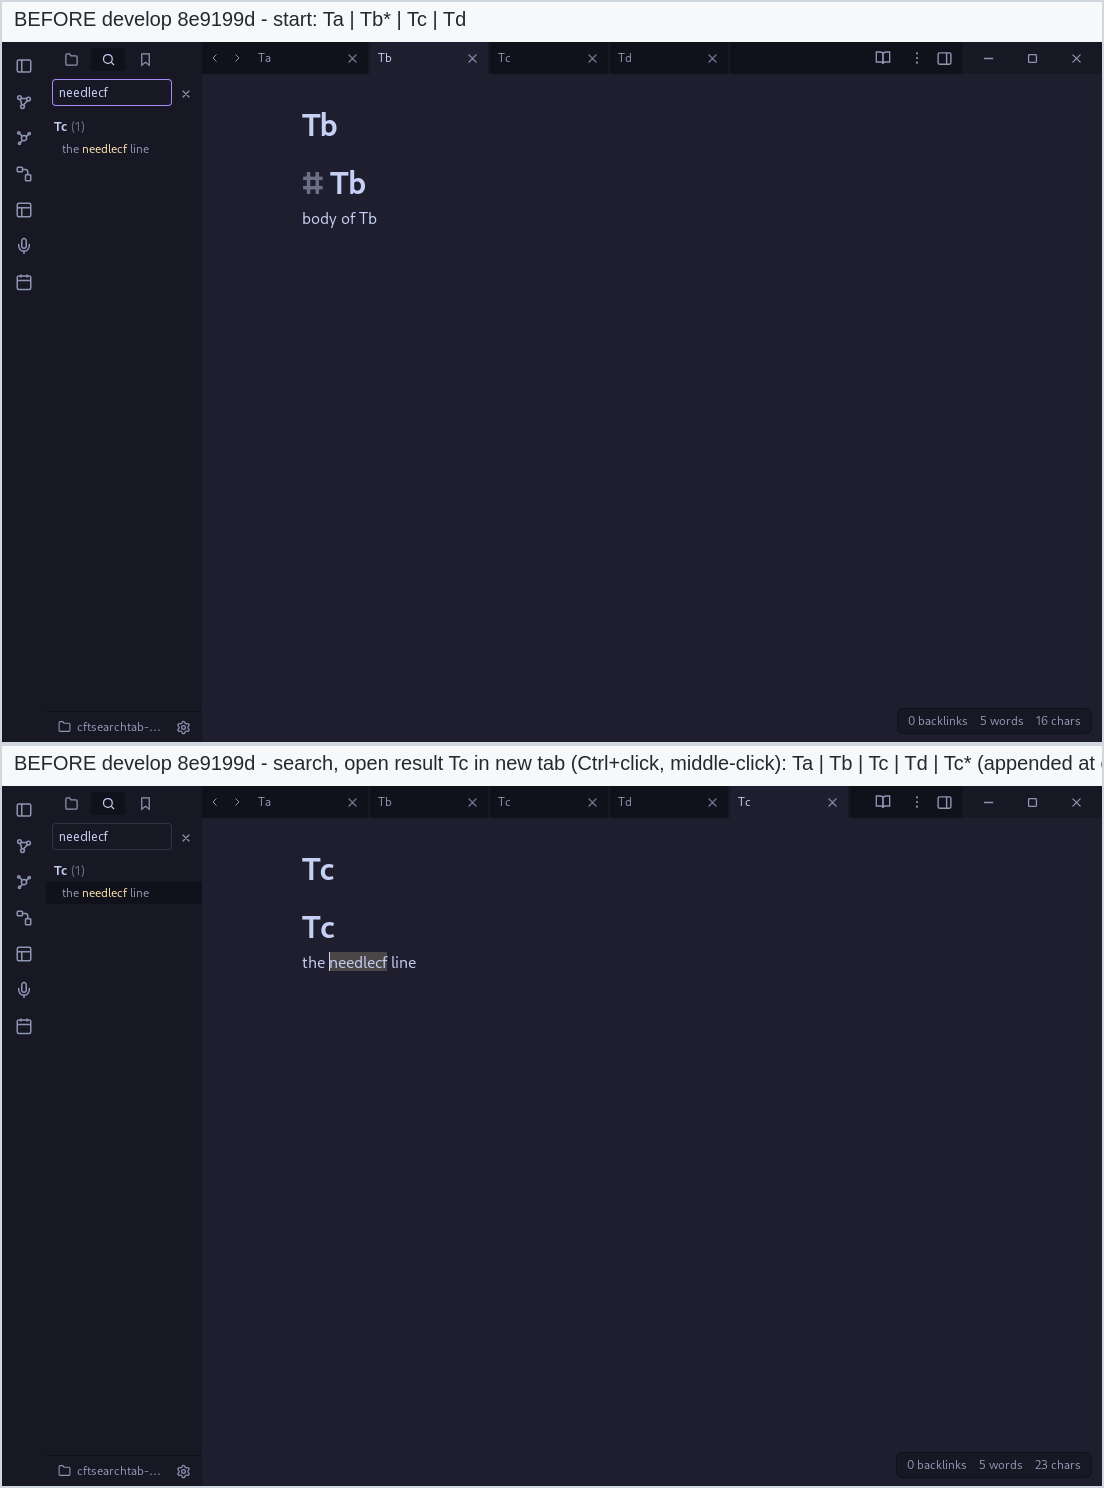 BEFORE develop 8e9199d - start: Ta | Tb* | Tc | Td
Ta
Tb
Tc
Td
needlecf
Tc (1)
the needlecf line
Tb
# Tb
body of Tb
cftsearchtab-...
0 backlinks 5 words 16 chars
BEFORE develop 8e9199d - search, open result Tc in new tab (Ctrl+click, middle-click): Ta | Tb | Tc | Td | Tc* (appended at
Ta
Tb
Tc
Td
Tc
needlecf
Tc (1)
the needlecf line
Tc
Tc
the needlecf line
cftsearchtab-...
0 backlinks 5 words 23 chars